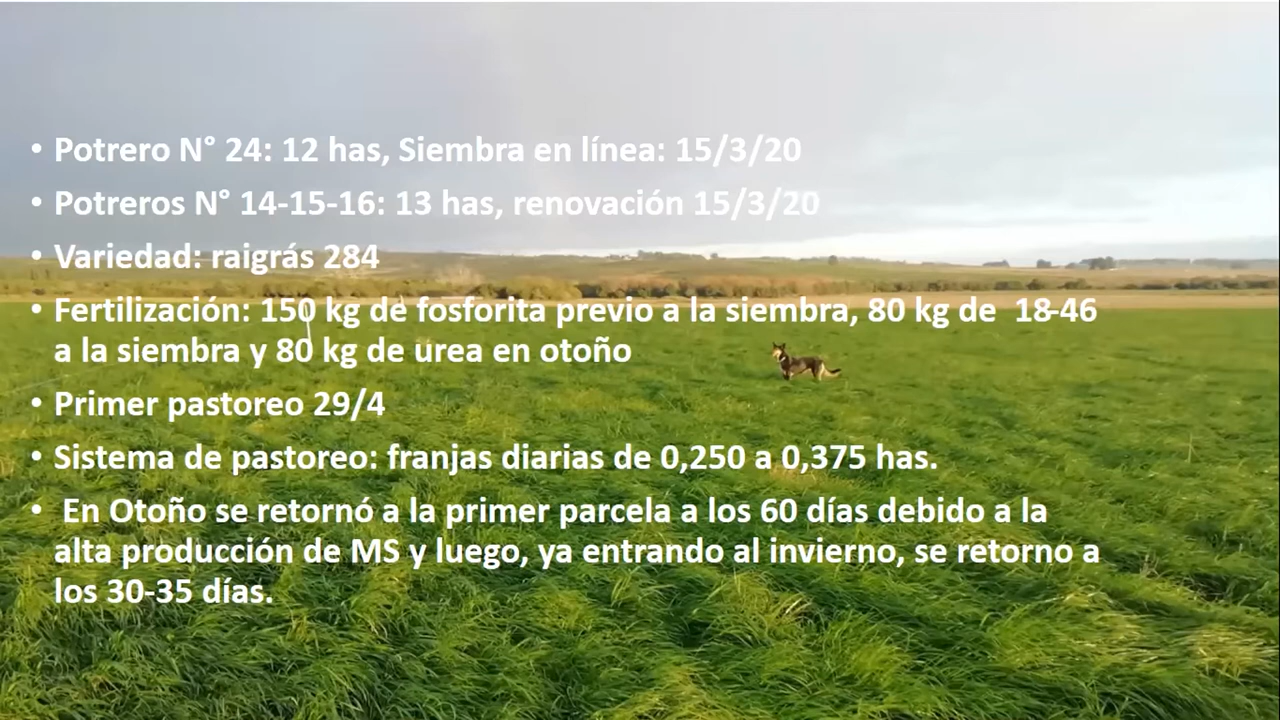 • Potrero N° 24: 12 has, Siembra en línea: 15/3/20
• Potreros N° 14-15-16: 13 has, renovación 15/3/20
• Variedad: raigrás 284
• Fertilización: 150 kg de fosforita previo a la siembra, 80 kg de 18-46
a la siembra y 80 kg de urea en otoño
• Primer pastoreo 29/4
• Sistema de pastoreo: franjas diarias de 0,250 a 0,375 has.
• En Otoño se retornó a la primer parcela a los 60 días debido a la
alta producción de MS y luego, ya entrando al invierno, se retorno a
los 30-35 días.